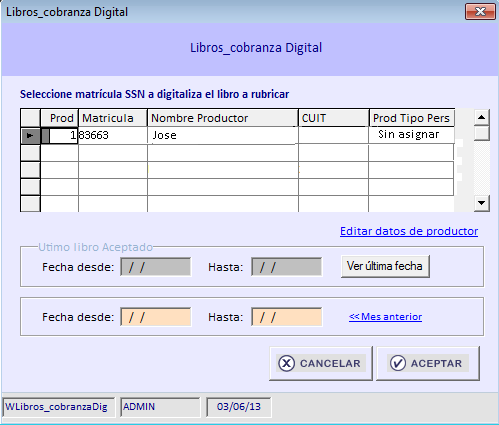 Libros_cobranza Digital
Libros_cobranza Digital
Seleccione matrícula SSN a digitaliza el libro a rubricar
Prod Matricula Nombre Productor CUIT Prod Tipo Pers
1 83663 Jose Sin asignar
Editar datos de productor
Utimo libro Aceptado
Fecha desde: / / Hasta: / / Ver última fecha
Fecha desde: / / Hasta: / / <<Mes anterior
CANCELAR ACEPTAR
WLibros_cobranzaDig ADMIN 03/06/13